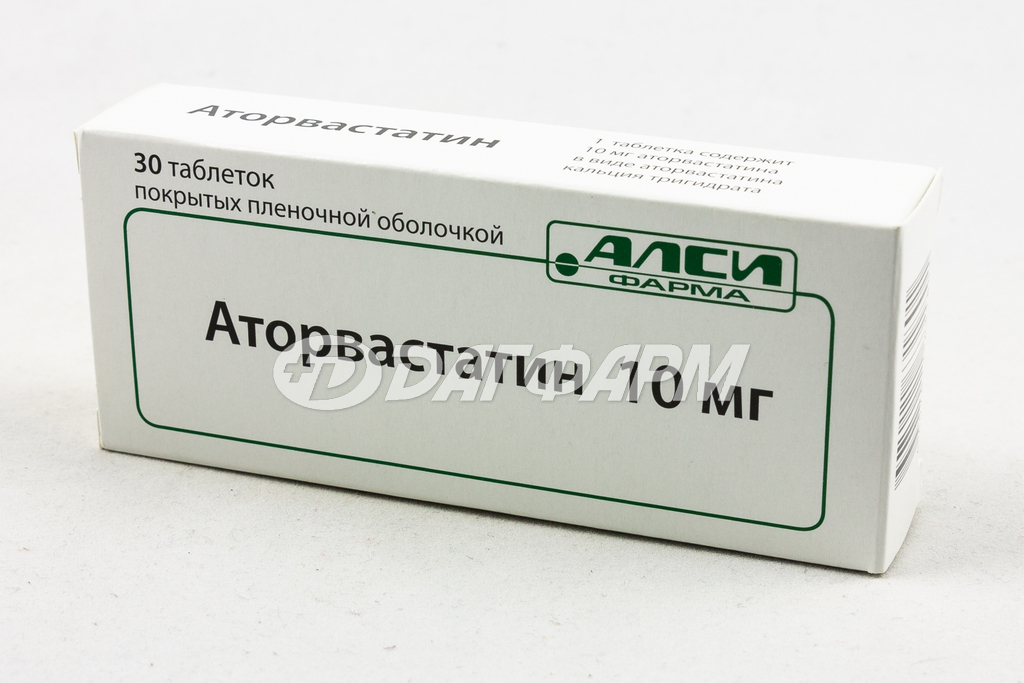 Аторвастатин
1 таблетка содержит
10 мг аторвастатина
в виде аторвастатина
кальция тригидрата
30 таблеток
покрытых пленочной оболочкой
АЛСИ
ФАРМА
Аторвастатин 10 мг
ДАТФАРМ